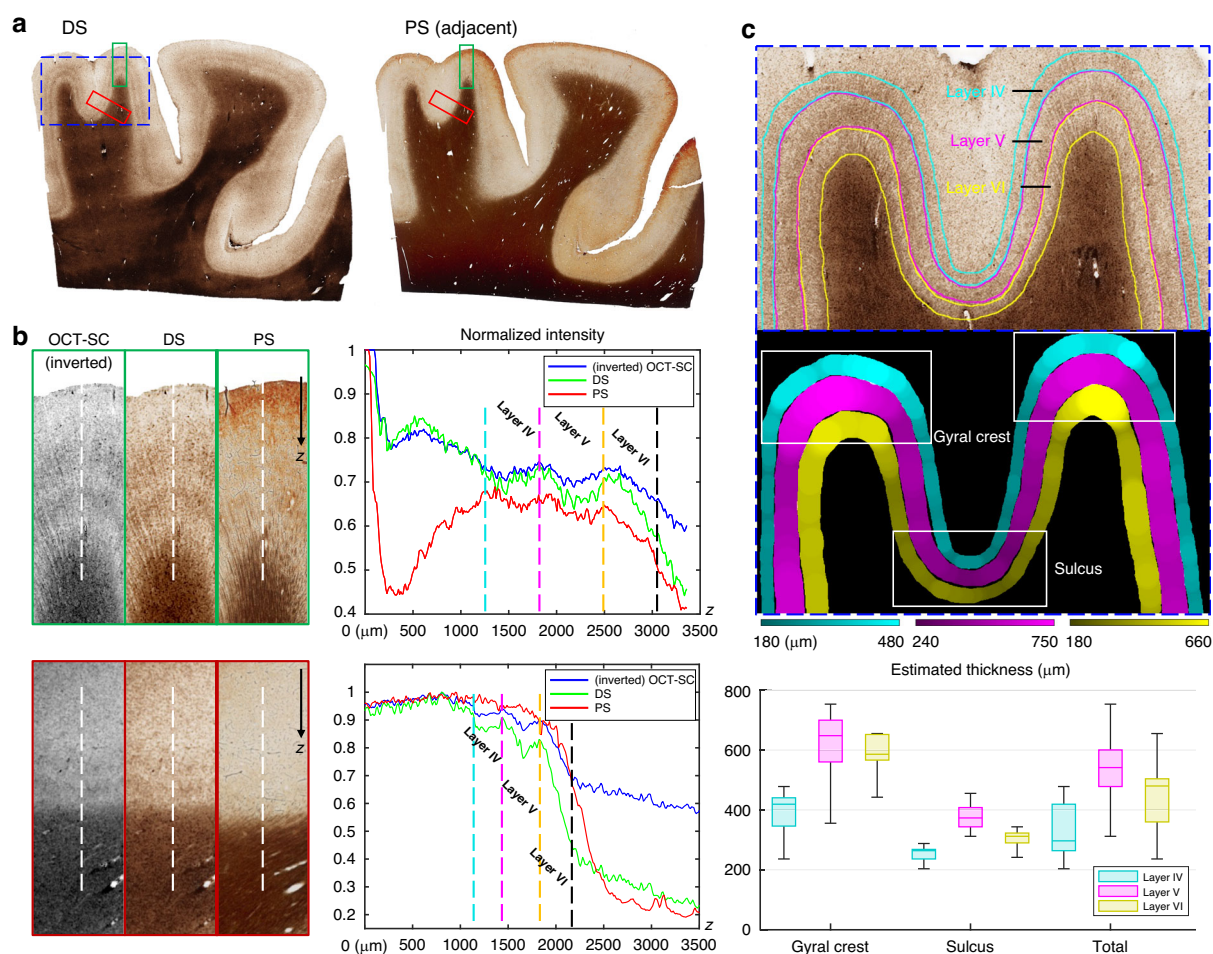 a
DS
PS (adjacent)
b
OCT-SC
(inverted)
DS
PS
z
Normalized intensity
1
0.9
0.8
0.7
0.6
0.5
0.4
(inverted) OCT-SC
DS
PS
Layer IV
Layer V
Layer VI
z
0 (μm) 500 1000 1500 2000 2500 3000 3500
z
1
0.9
0.8
0.7
0.6
0.5
0.4
0.3
0.2
(inverted) OCT-SC
DS
PS
Layer IV
Layer V
Layer VI
z
0 (μm) 500 1000 1500 2000 2500 3000 3500
c
Layer IV
Layer V
Layer VI
Gyral crest
Sulcus
180 (μm) 480 240 750 180 660
Estimated thickness (μm)
800
600
400
200
0
Layer IV
Layer V
Layer VI
Gyral crest Sulcus Total